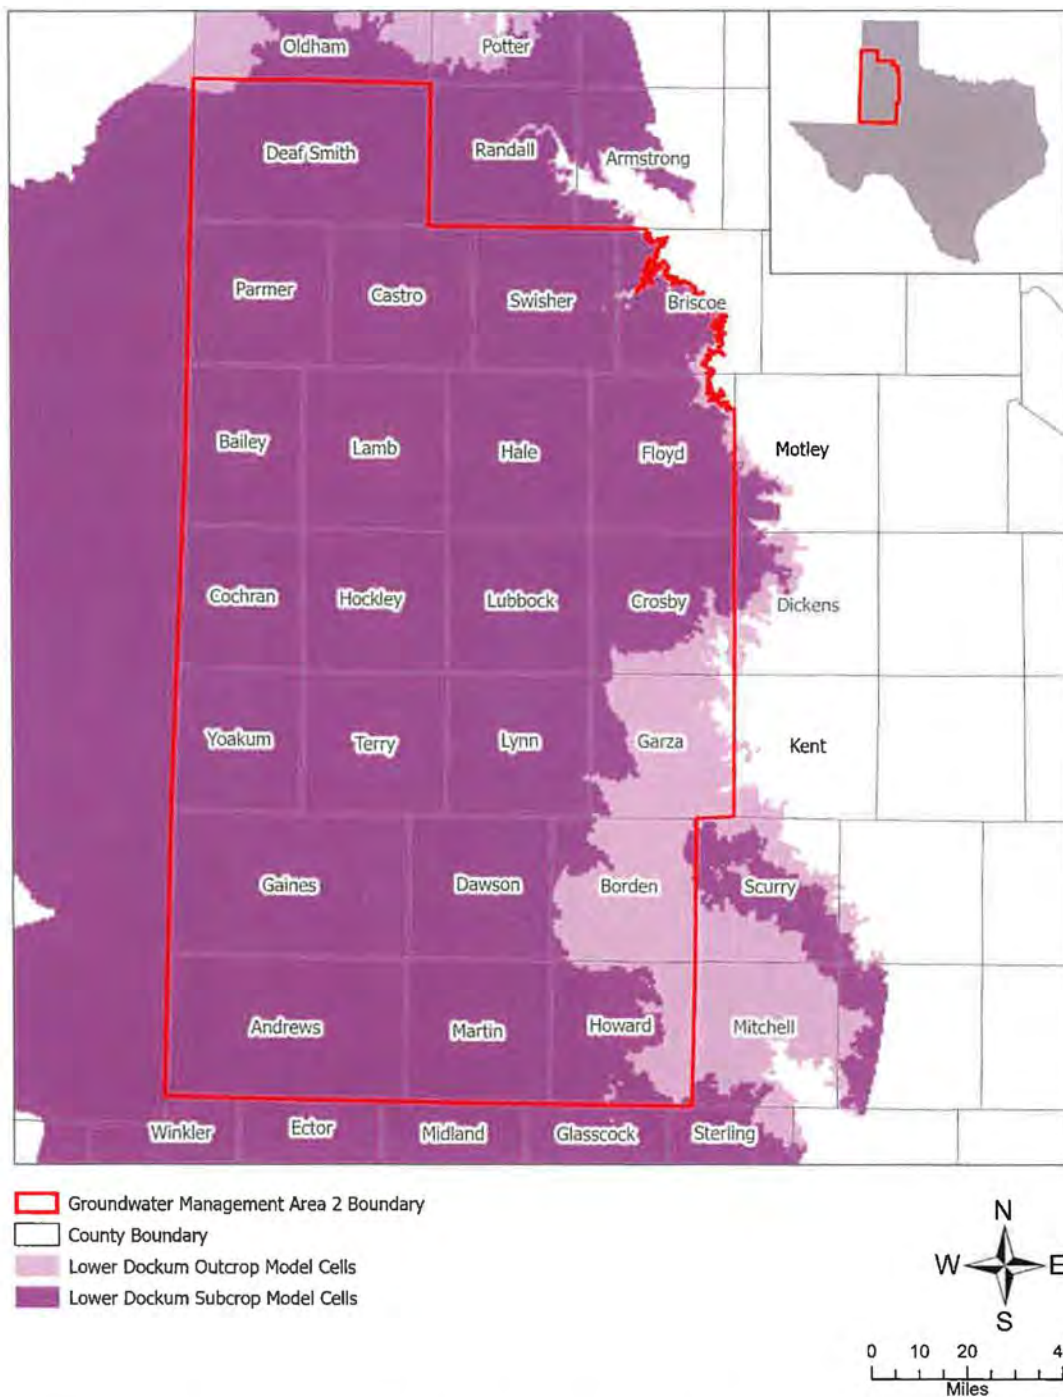 Oldham Potter
Deaf Smith Randall Armstrong
Parmer Castro Swisher Briscoe
Bailey Lamb Hale Floyd Motley
Cochran Hockley Lubbock Crosby Dickens
Yoakum Terry Lynn Garza Kent
Gaines Dawson Borden Scurry
Andrews Martin Howard Mitchell
Winkler Ector Midland Glasscock Sterling
Groundwater Management Area 2 Boundary
County Boundary
Lower Dockum Outcrop Model Cells
Lower Dockum Subcrop Model Cells
N
W E
S
0 10 20
Miles